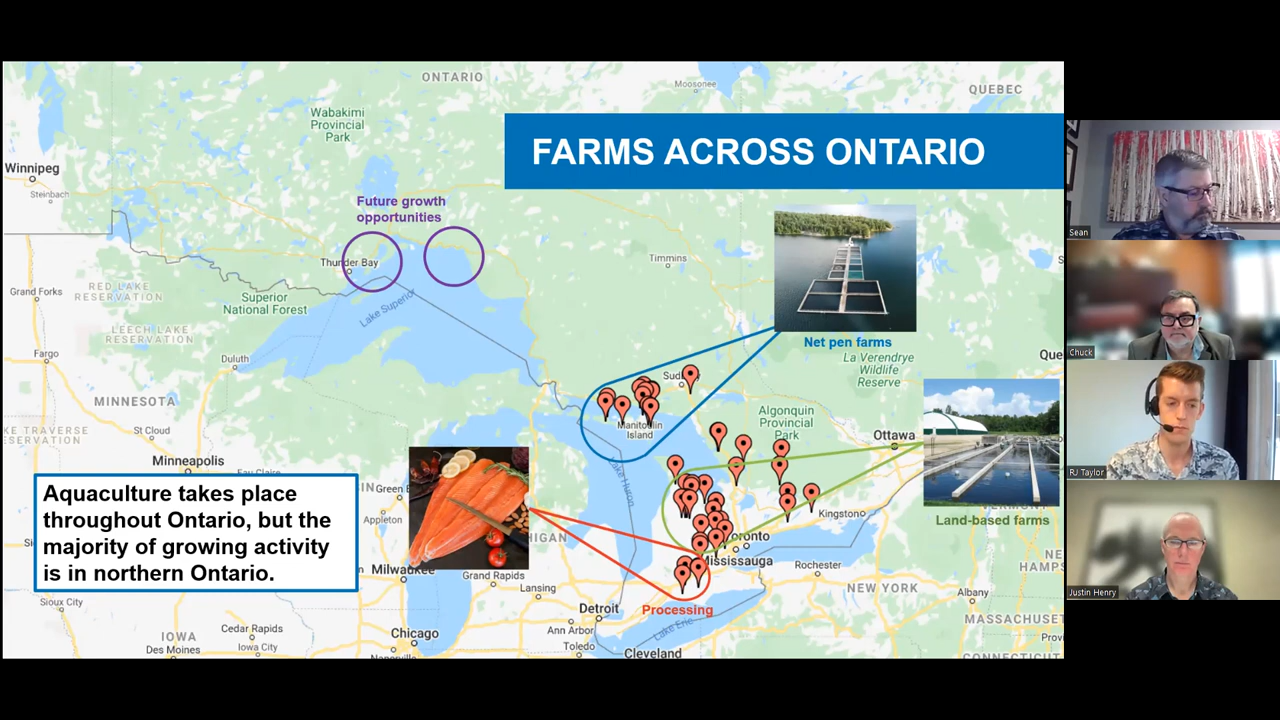 FARMS ACROSS ONTARIO
ONTARIO
Moosonee
QUEBEC
Wabakimi
Provincial
Park
Winnipeg
Steinbach
Future growth
opportunities
Thunder Bay
Timmins
Grand Forks
RED LAKE
RESERVATION
Superior
National Forest
Lake Superior
LEECH LAKE
RESERVATION
Net pen farms
La Verendrye
Wildlife
Reserve
Fargo
Duluth
MINNESOTA
Manitoulin
Island
Algonquin
Provincial
Park
Ottawa
St Cloud
Minneapolis
Lake Huron
Appleton
Kingston
Land-based farms
Aquaculture takes place
throughout Ontario, but the
majority of growing activity
is in northern Ontario.
Mississauga
Grand Rapids
Rochester
Lansing
NEW YORK
Albany
Sioux City
Detroit
Processing
Ann Arbor
Lake Erie
IOWA
Cedar Rapids
Iowa City
Des Moines
Chicago
Toledo
Cleveland
Sean
Chuck
RJ Taylor
Justin Henry